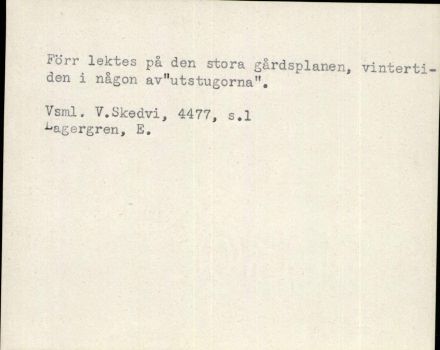 Förr lektes på den stora gårdsplanen, vinterti-
den i någon av"utstugorna".
Vsml. V.Skedvi, 4477, s.1
Lagergren, E.